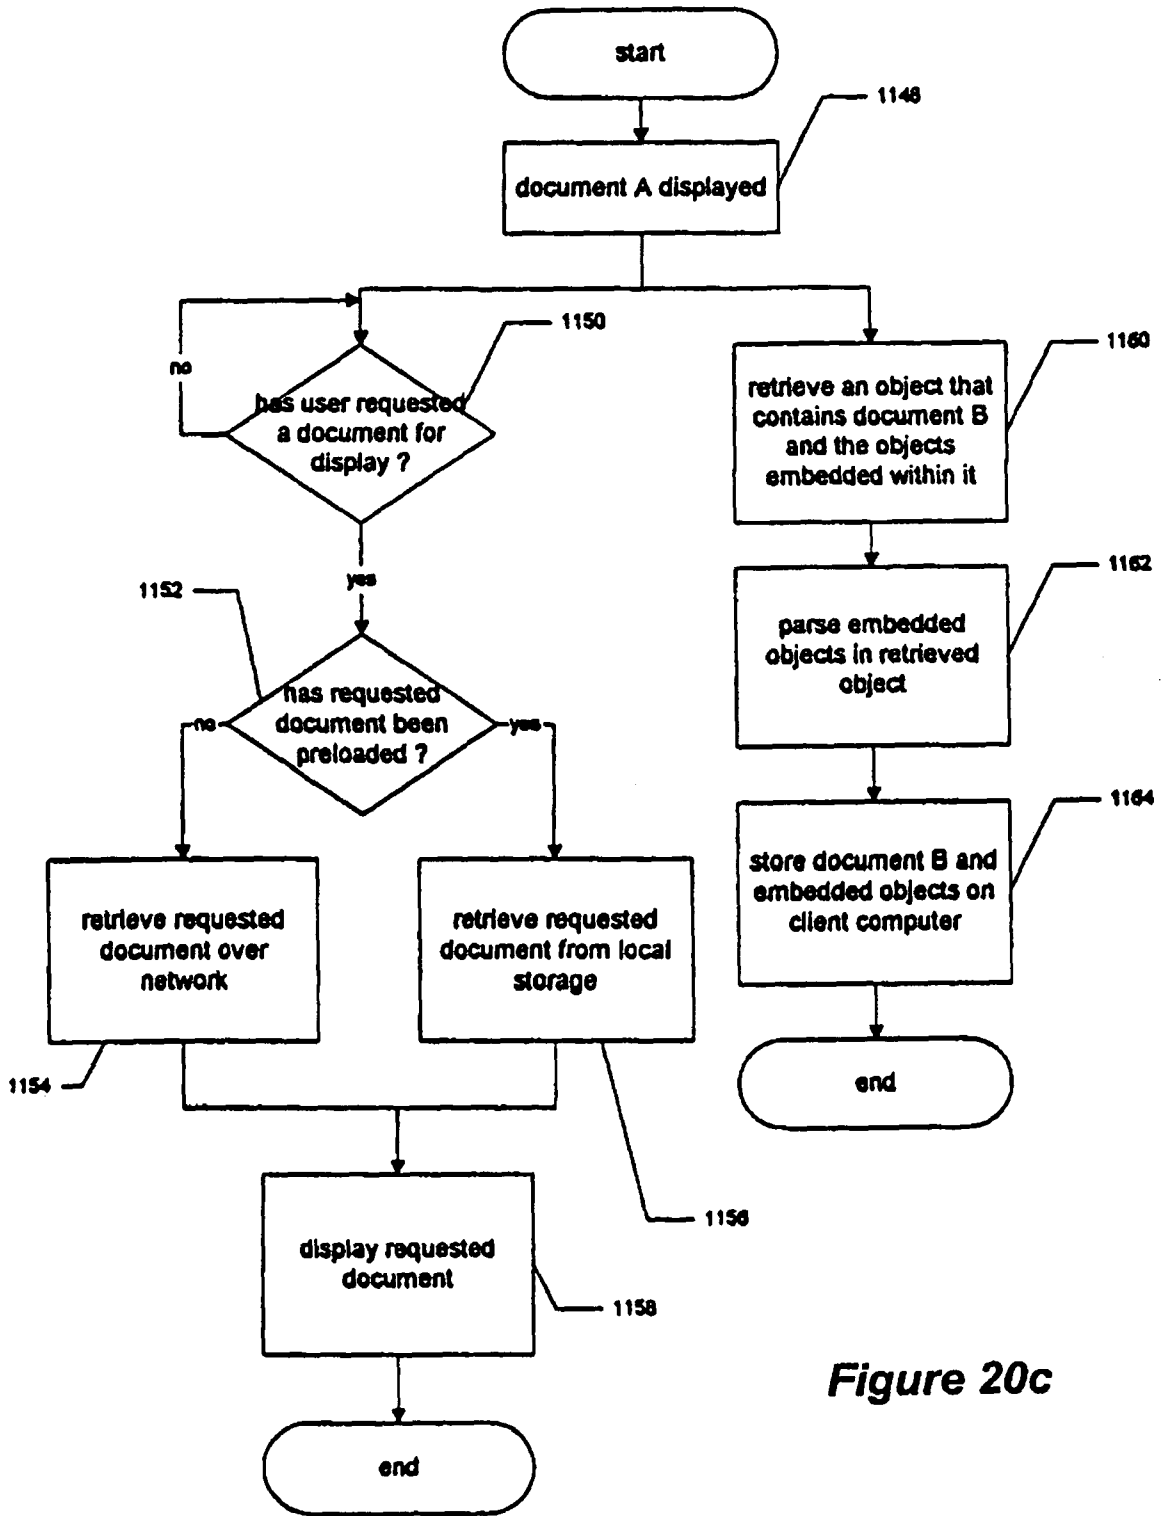 start
1148
document A displayed
1150
no
has user requested
a document for
display ?
1160
retrieve an object that
contains document B
and the objects
embedded within it
yes
1152
1162
parse embedded
objects in retrieved
object
has requested
document been
preloaded ?
no
yes
1164
store document B and
embedded objects on
client computer
retrieve requested
document over
network
retrieve requested
document from local
storage
1154
end
1156
display requested
document
1158
Figure 20c
end